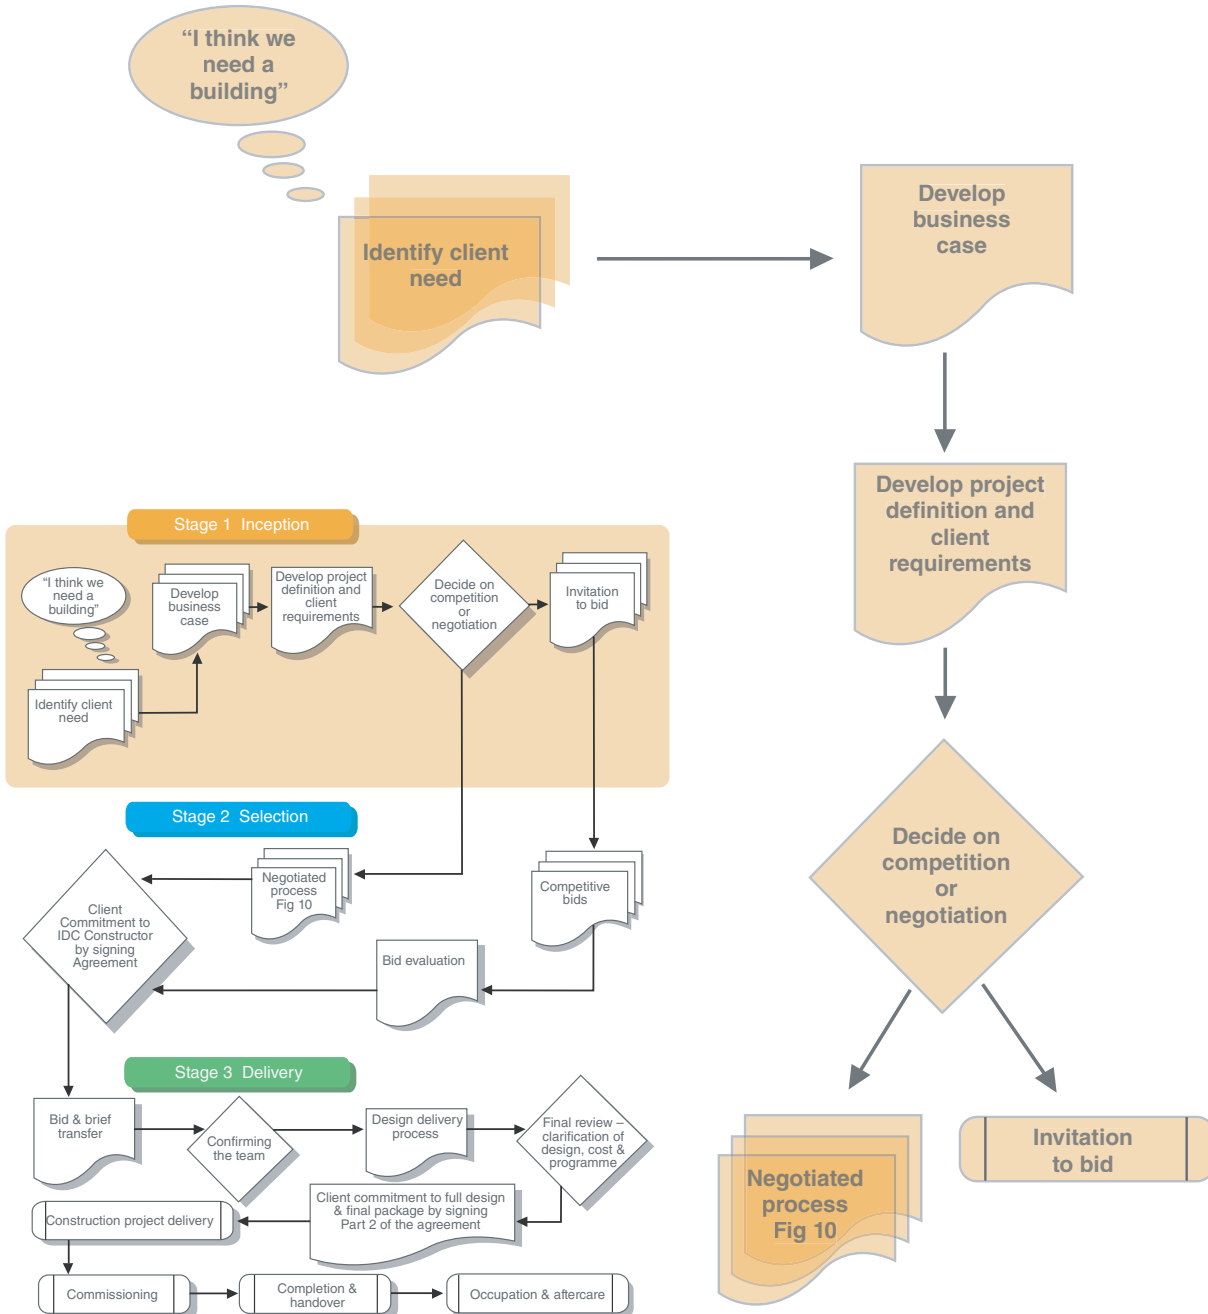 “I think we
need a
building”
Identify client
need
Develop
business
case
Develop project
definition and
client
requirements
Decide on
competition
or
negotiation
Negotiated
process
Fig 10
Invitation
to bid
Stage 1  Inception
“I think we
need a
building”
Identify client
need
Develop
business
case
Develop project
definition and
client
requirements
Decide on
competition
or
negotiation
Invitation
to bid
Stage 2  Selection
Client
Commitment to
IDC Constructor
by signing
Agreement
Negotiated
process
Fig 10
Competitive
bids
Bid evaluation
Stage 3  Delivery
Bid & brief
transfer
Confirming
the team
Design delivery
process
Final review –
clarification of
design, cost &
programme
Client commitment to full design
& final package by signing
Part 2 of the agreement
Construction project delivery
Commissioning
Completion &
handover
Occupation & aftercare